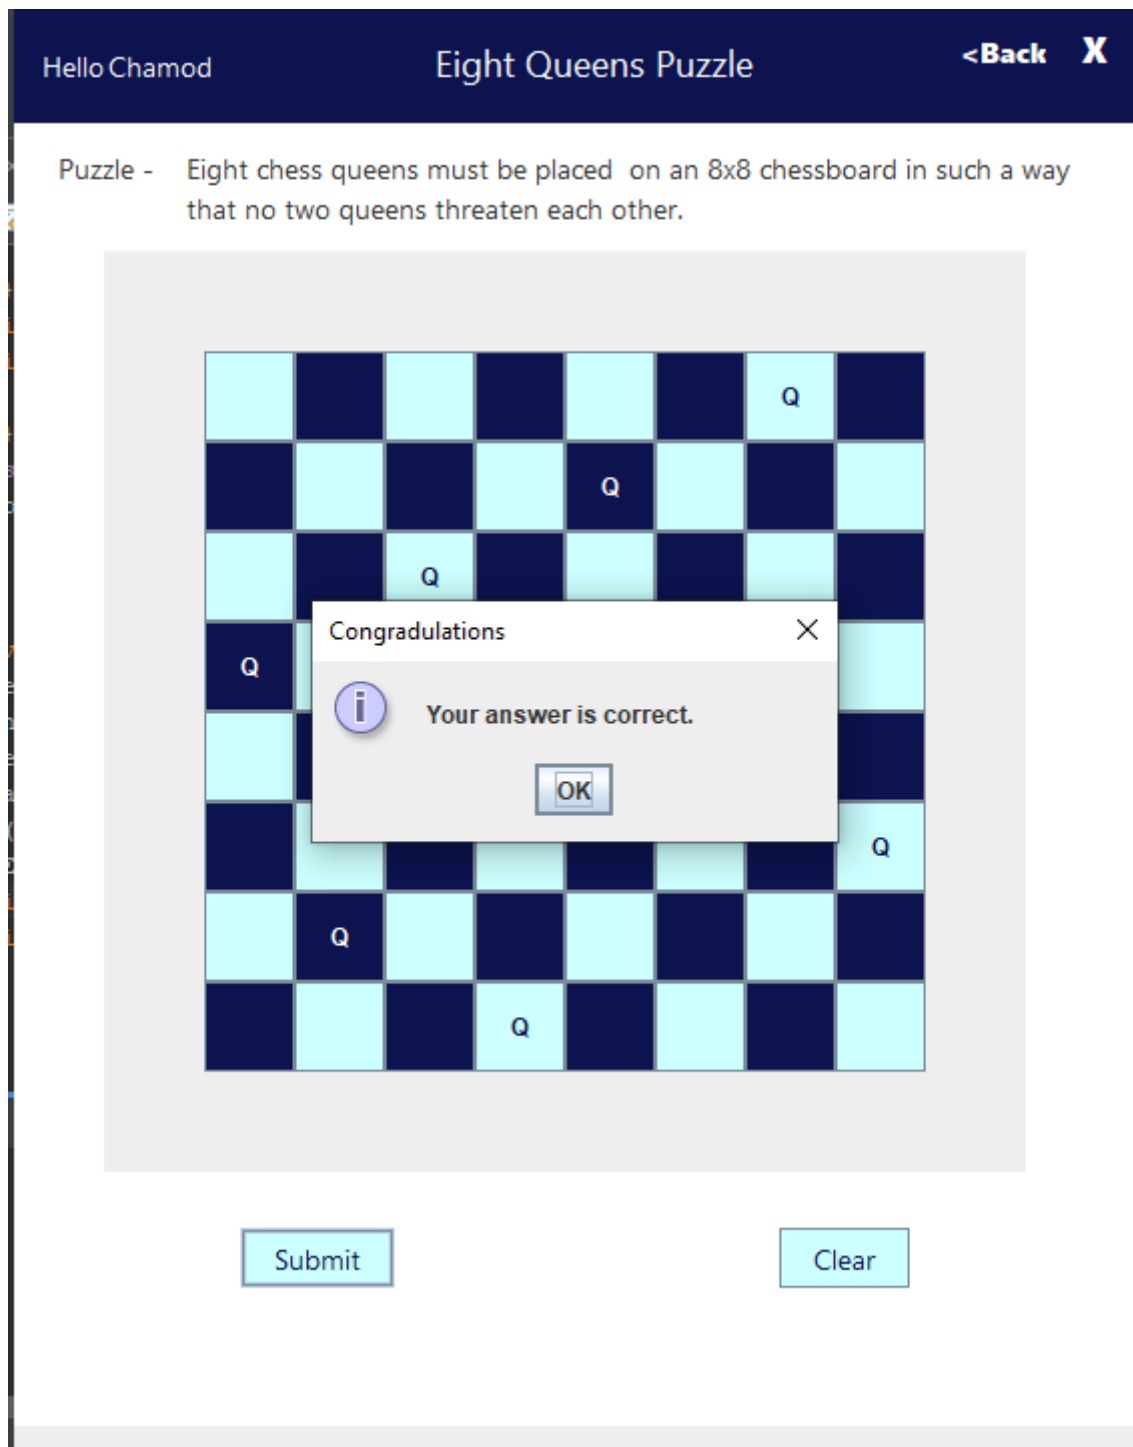 Hello Chamod Eight Queens Puzzle <Back X
Puzzle - Eight chess queens must be placed on an 8x8 chessboard in such a way
that no two queens threaten each other.
Q
Q
Q
Congradulations
Q
Your answer is correct.
OK
Q
Q
Q
Submit Clear